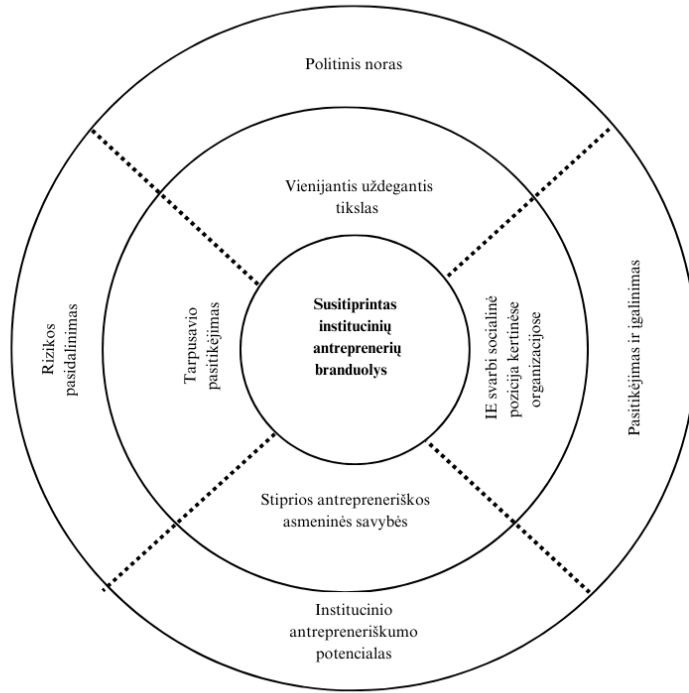 Politinis noras
Vienijantis uždegantis
tikslas
Rizikos
pasidalinimas
Tarpusavio
pasitikėjimas
Susitiprintas
institucinių
antreprenerių
branduolys
IE svarbi socialinė
pozicija kertinėse
organizacijose
Pasitikėjimas ir įgalinimas
Stiprios antrepreneriškos
asmeninės savybės
Institucinio
antrepreneriškumo
potencialas